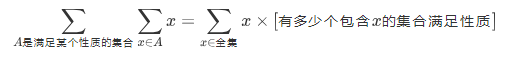 ∑_{A是满足某个性质的集合} ∑_{x∈A} x = ∑_{x∈全集} x × [有多少个包含x的集合满足性质]